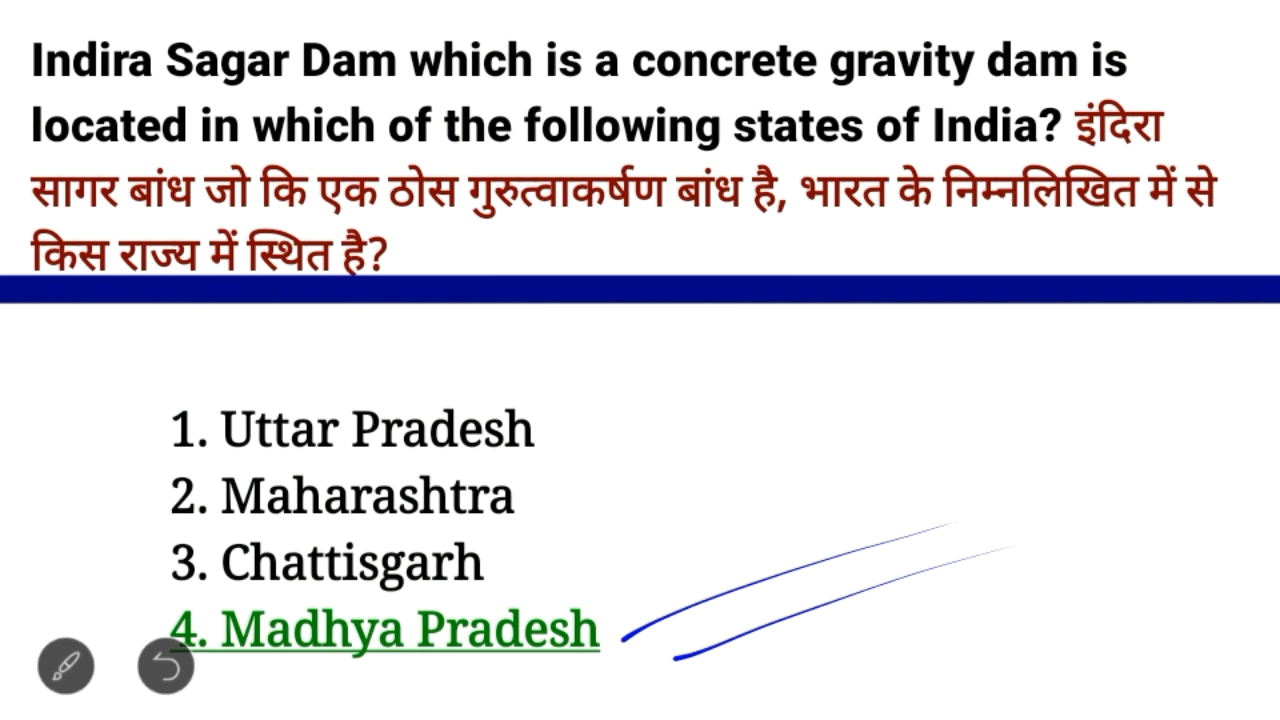 Indira Sagar Dam which is a concrete gravity dam is
located in which of the following states of India? इंदिरा
सागर बांध जो कि एक ठोस गुरुत्वाकर्षण बांध है, भारत के निम्नलिखित में से
किस राज्य में स्थित है?
1. Uttar Pradesh
2. Maharashtra
3. Chattisgarh
4. Madhya Pradesh